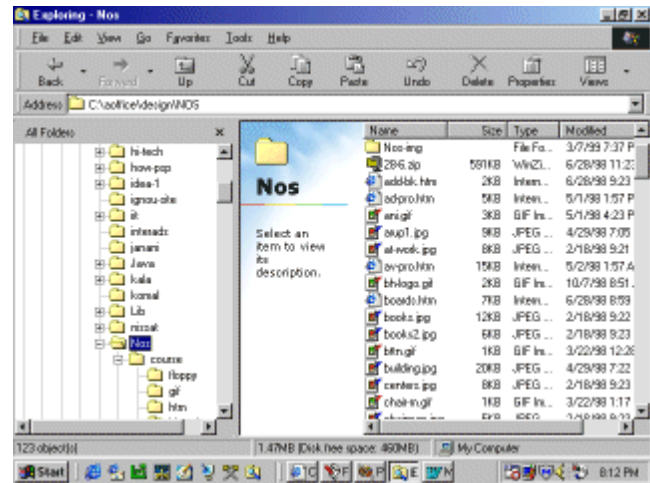 Exploring - Nos
File Edit View Go Favorites Tools Help
Back Forward Up Cut Copy Paste Undo Delete Properties Views
Address C:\aoffice\design\NOS
All Folders x
hi-tech
how-pop
idea-1
ignou-site
iit
interadz
janani
Java
kala
komal
Lib
nissat
Nos
course
floppy
gif
htm
Nos
Select an
item to view
its
description.
Name Size Type Modified
Nos-img File Fo... 3/7/99 7:37 P
28-6.zip 591KB WinZi... 6/28/98 11:2
add-bk.htm 2KB Intern... 6/28/98 9:23
ad-pro.htm 5KB Intern... 5/1/98 1:57 P
ani.gif 3KB GIF Im... 5/1/98 4:23 P
arup1.jpg 9KB JPEG ... 4/29/98 7:05
at-work.jpg 8KB JPEG ... 2/18/98 9:21
av-pro.htm 15KB Intern... 5/2/98 1:57 A
bh-logo.gif 2KB GIF Im... 10/7/98 8:51
boards.htm 7KB Intern... 6/28/98 8:59
books.jpg 12KB JPEG ... 2/18/98 9:22
books2.jpg 6KB JPEG ... 2/18/98 9:23
bttn.gif 1KB GIF Im... 3/22/98 12:28
building.jpg 20KB JPEG ... 4/29/98 7:22
centers.jpg 8KB JPEG ... 2/18/98 9:23
chair-m.gif 1KB GIF Im... 3/22/98 1:17
123 object(s) 1.47MB (Disk free space: 460MB) My Computer
Start C F P E N 8:12 PM